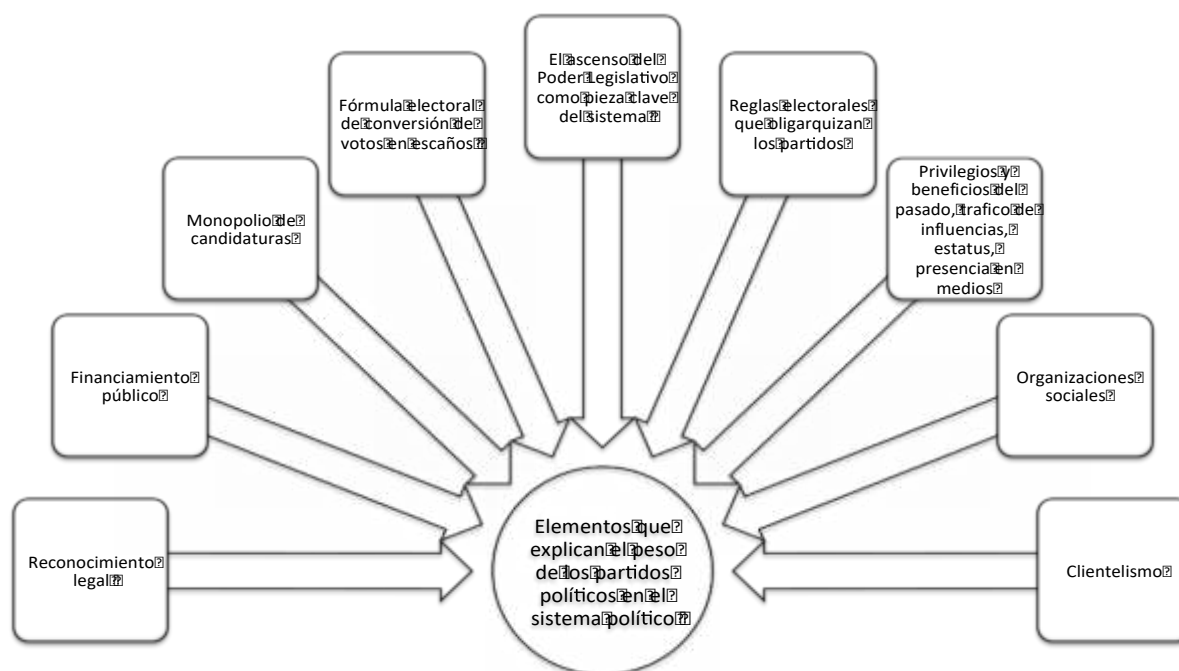 El ascenso del
Poder Legislativo
como pieza clave
del sistema
Fórmula electoral
de conversión de
votos en escaños
Reglas electorales
que oligarquizan
los partidos
Monopolio de
candidaturas
Privilegios y
beneficios del
pasado, trafico de
influencias,
estatus,
presencia en
medios
Financiamiento
público
Organizaciones
sociales
Reconocimiento
legal
Elementos que
explican el peso
de los partidos
políticos en el
sistema político
Clientelismo